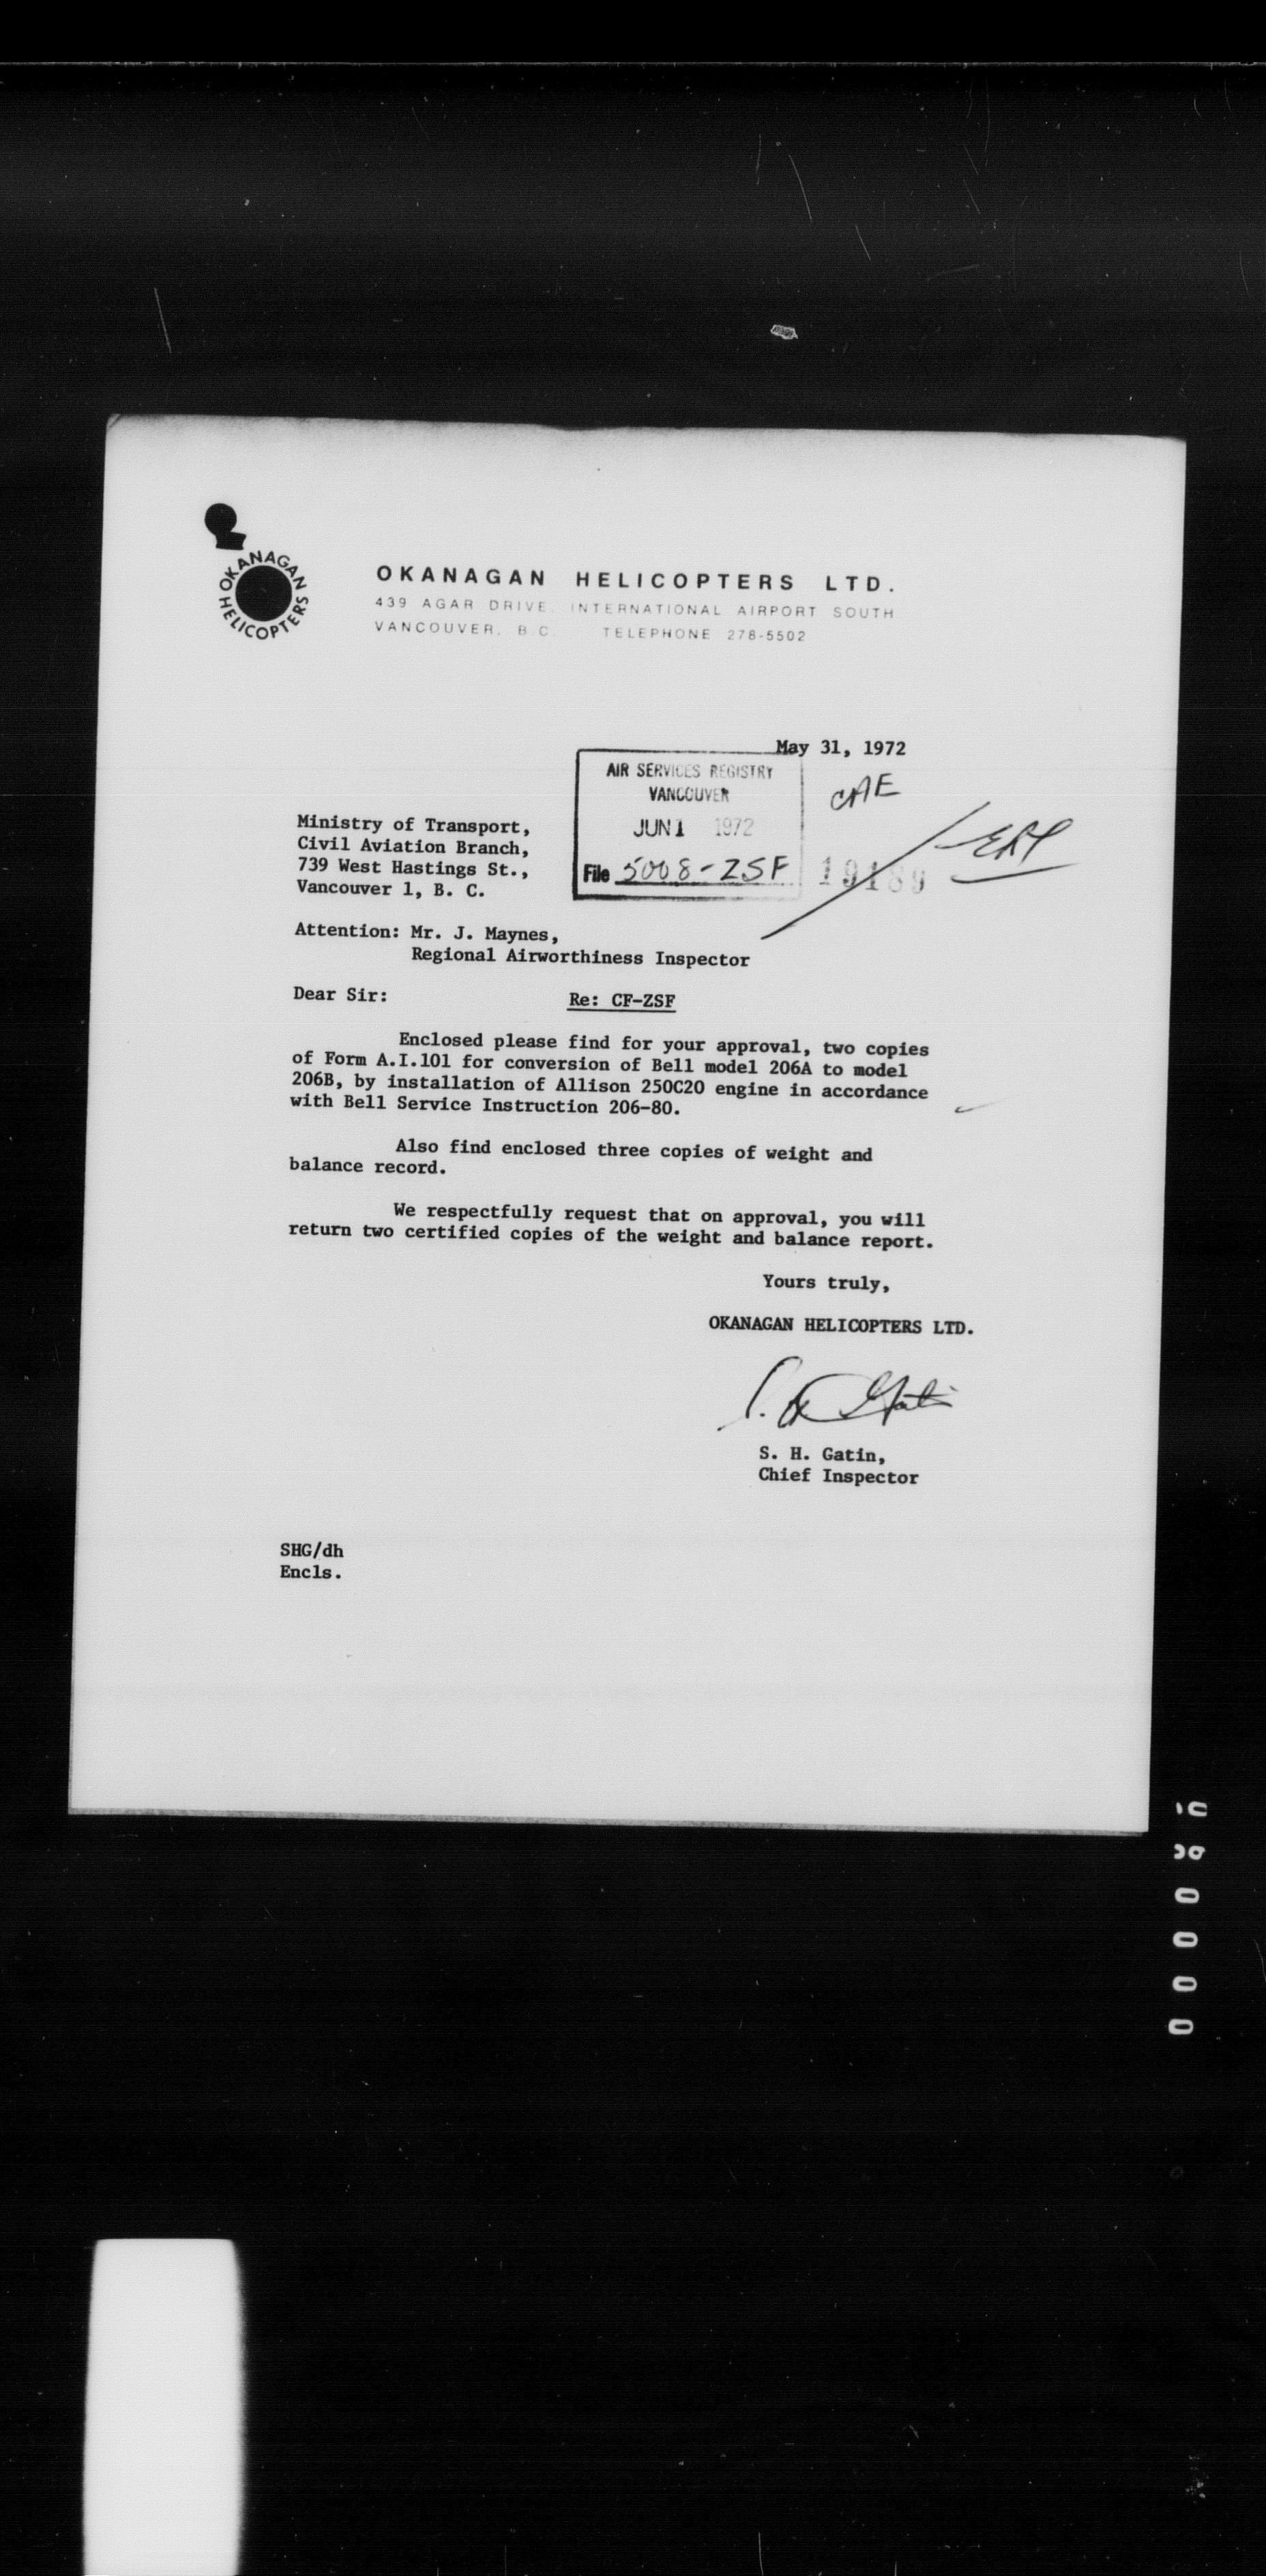 OKANAGAN HELICOPTERS
OKANAGAN HELICOPTERS LTD.
439 AGAR DRIVE, INTERNATIONAL AIRPORT SOUTH
VANCOUVER, B.C. TELEPHONE 278-5502
May 31, 1972
AIR SERVICES REGISTRY
VANCOUVER
JUN 1 1972
File 5008-ZSF
CAE
19189
Ministry of Transport,
Civil Aviation Branch,
739 West Hastings St.,
Vancouver 1, B. C.
Attention: Mr. J. Maynes,
Regional Airworthiness Inspector
Dear Sir:
Re: CF-ZSF
Enclosed please find for your approval, two copies
of Form A.I.101 for conversion of Bell model 206A to model
206B, by installation of Allison 250C20 engine in accordance
with Bell Service Instruction 206-80.
Also find enclosed three copies of weight and
balance record.
We respectfully request that on approval, you will
return two certified copies of the weight and balance report.
Yours truly,
OKANAGAN HELICOPTERS LTD.
S. H. Gatin,
Chief Inspector
SHG/dh
Encls.